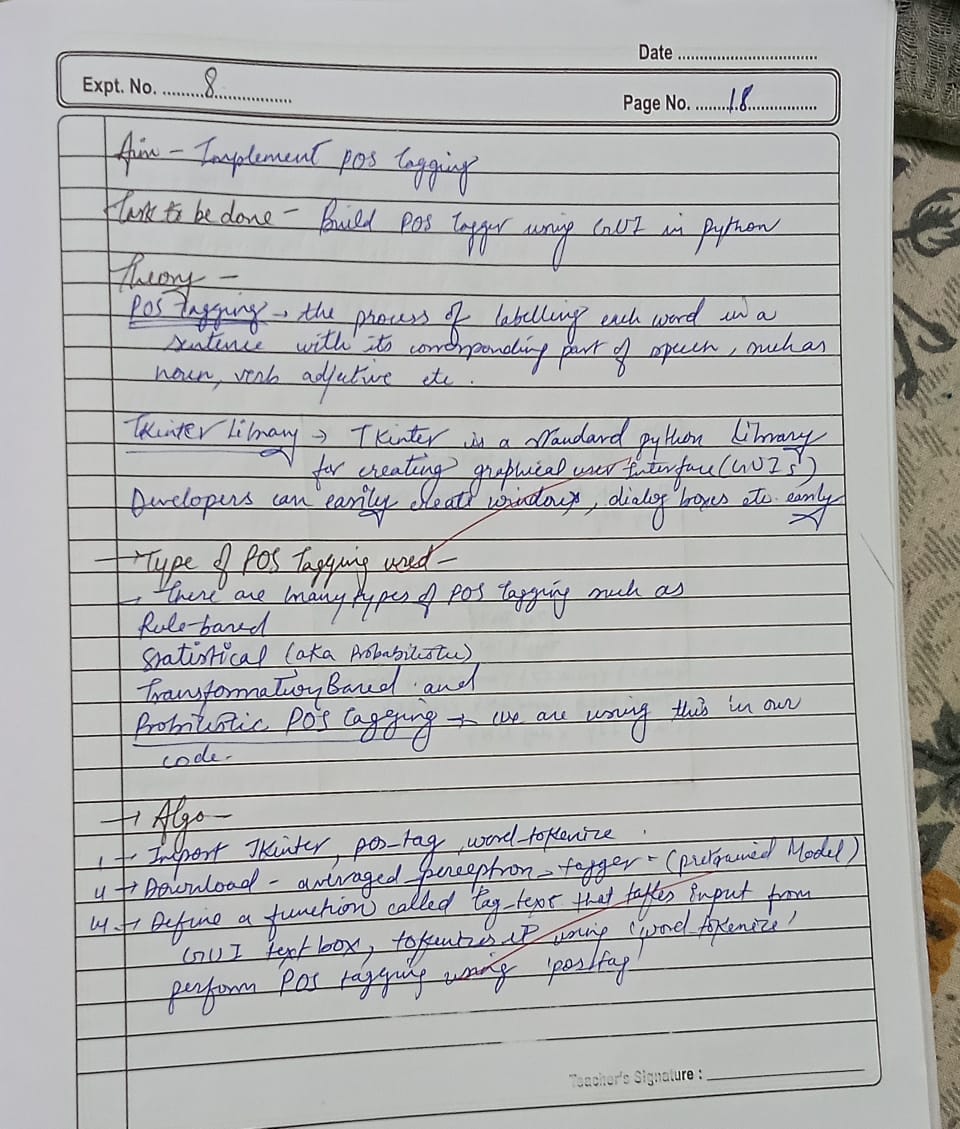 Date ..............................
Expt. No. ........8................
Page No. .......18...............
Aim - Implement POS tagging
Task to be done - Build POS tagger using GUI in python
Theory -
POS Tagging → the process of labelling each word in a
sentence with its corresponding part of speech, such as
noun, verb adjective etc.
TKinter Library → TKinter is a standard python library
for creating graphical user interface (GUIs)
Developers can easily create windows, dialog boxes etc. easily
→ Type of POS Tagging used -
→ There are many types of POS tagging such as
Rule-based
Statistical (aka Probabilistic)
Transformation Based and
Probilistic POS tagging → we are using this in our
code.
→ Algo -
i → Import TKinter, pos-tag, word-tokenize
ii → Download - averaged-perceptron-tagger - (pretrained Model)
iii → Define a function called tag-text that takes input from
GUI text box, tokenizes it using 'word-tokenize'
perform POS tagging using 'postag'
Teacher's Signature : ____________________